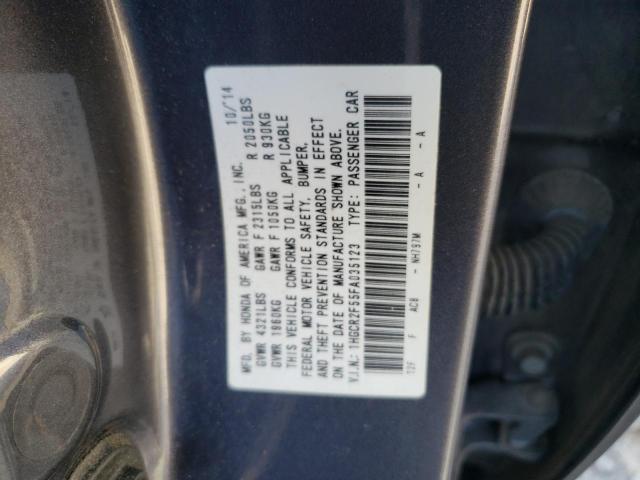 MFD. BY HONDA OF AMERICA MFG., INC. 10/14
GVWR 4321LBS GAWR F 2315LBS R 2050LBS
GVWR 1960KG GAWR F 1050KG R 930KG
THIS VEHICLE CONFORMS TO ALL APPLICABLE
FEDERAL MOTOR VEHICLE SAFETY, BUMPER,
AND THEFT PREVENTION STANDARDS IN EFFECT
ON THE DATE OF MANUFACTURE SHOWN ABOVE.
V.I.N.: 1HGCR2F55FA035123 TYPE: PASSENGER CAR
T2F F ACB - NH797M - A - A